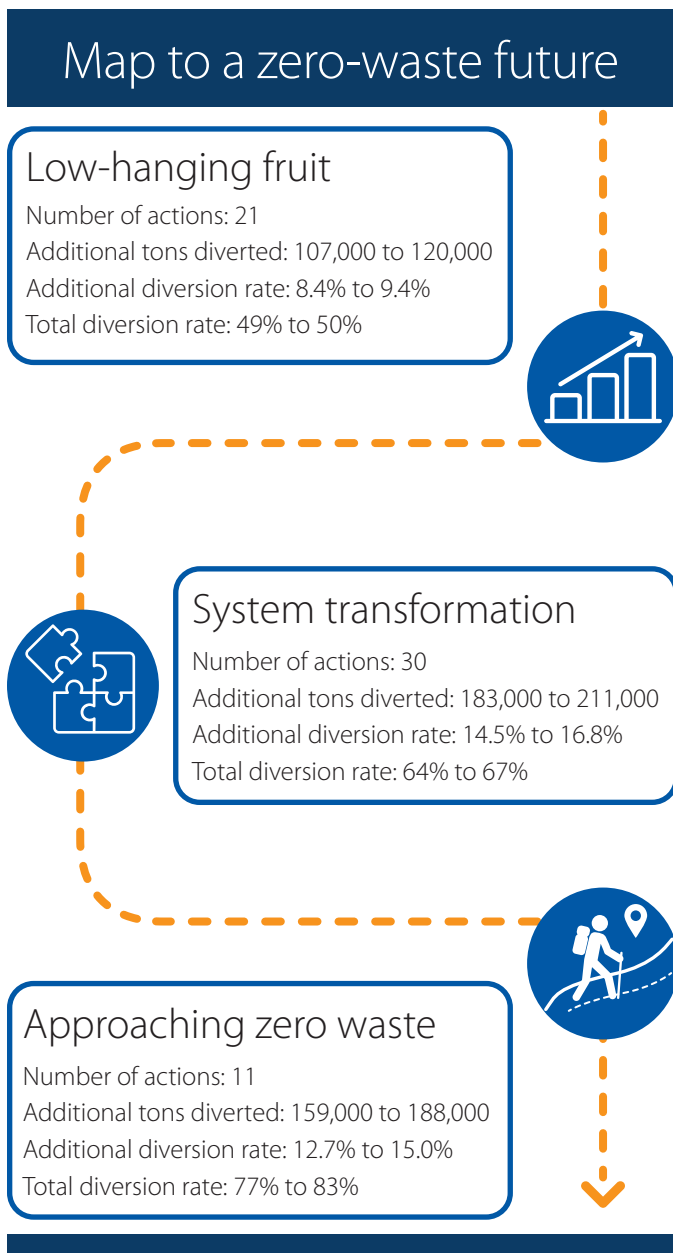 Map to a zero-waste future
Low-hanging fruit
Number of actions: 21
Additional tons diverted: 107,000 to 120,000
Additional diversion rate: 8.4% to 9.4%
Total diversion rate: 49% to 50%
System transformation
Number of actions: 30
Additional tons diverted: 183,000 to 211,000
Additional diversion rate: 14.5% to 16.8%
Total diversion rate: 64% to 67%
Approaching zero waste
Number of actions: 11
Additional tons diverted: 159,000 to 188,000
Additional diversion rate: 12.7% to 15.0%
Total diversion rate: 77% to 83%